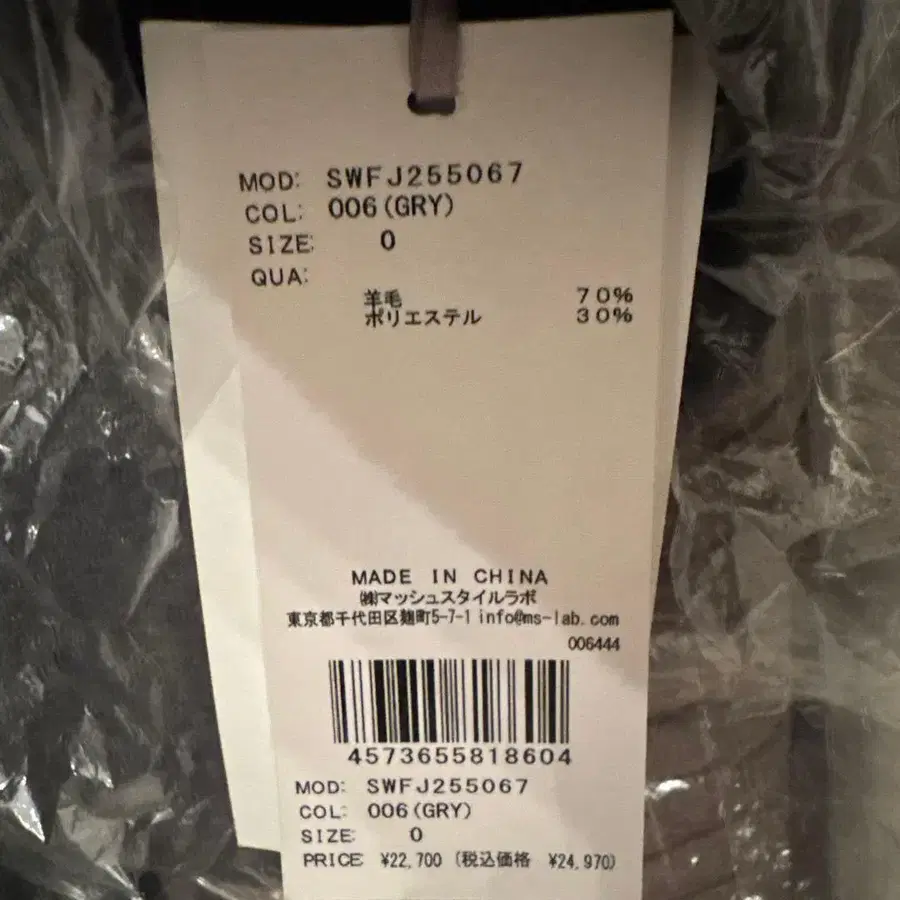 MOD: SWFJ255067
COL: 006(GRY)
SIZE: 0
QUA:
羊毛 70%
ポリエステル 30%
MADE IN CHINA
㈱マッシュスタイルラボ
東京都千代田区麹町5-7-1 info@ms-lab.com
006444
4573655818604
MOD: SWFJ255067
COL: 006(GRY)
SIZE: 0
PRICE: ¥22,700 (税込価格 ¥24,970)